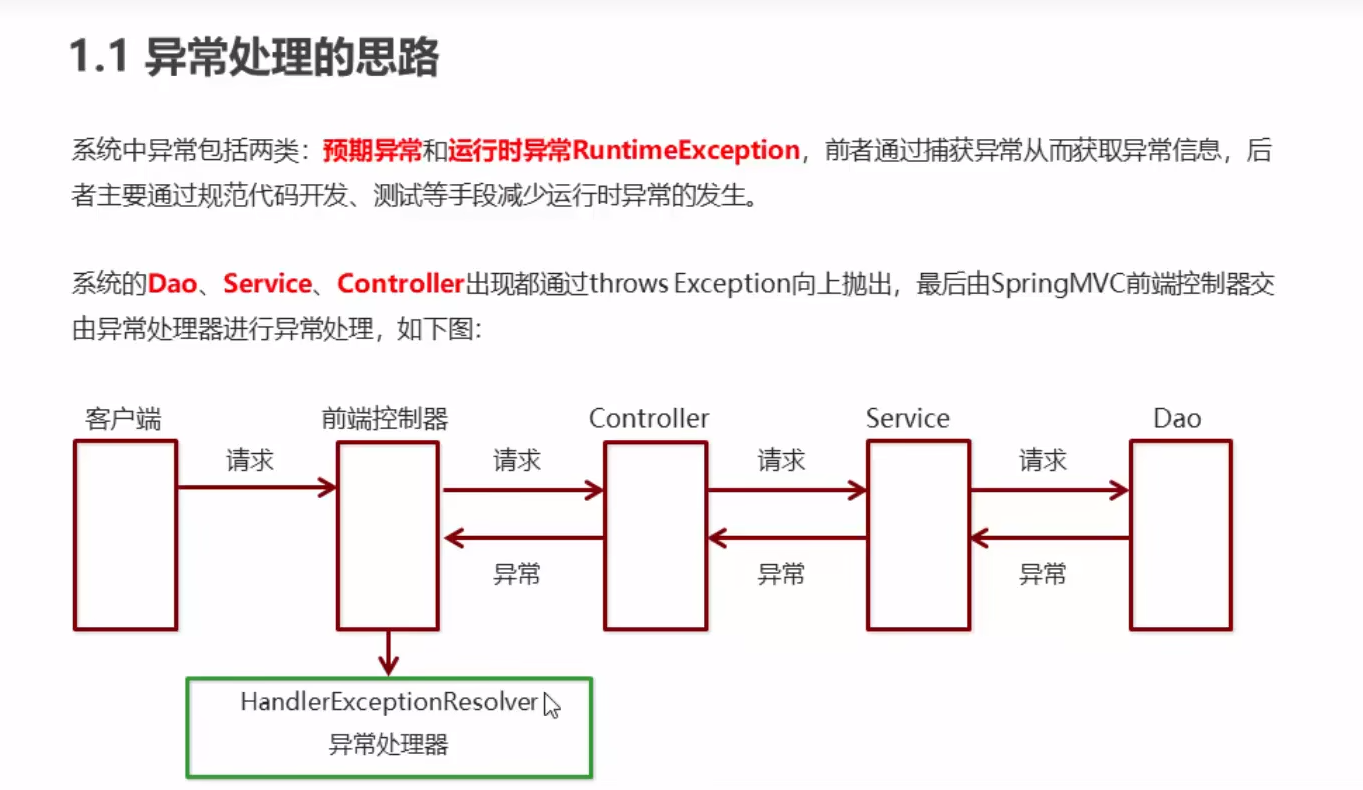 1.1 异常处理的思路
系统中异常包括两类：预期异常和运行时异常RuntimeException，前者通过捕获异常从而获取异常信息，后
者主要通过规范代码开发、测试等手段减少运行时异常的发生。
系统的Dao、Service、Controller出现都通过throws Exception向上抛出，最后由SpringMVC前端控制器交
由异常处理器进行异常处理，如下图：
客户端 前端控制器 Controller Service Dao
请求 请求 请求 请求
异常 异常 异常
HandlerExceptionResolver
异常处理器